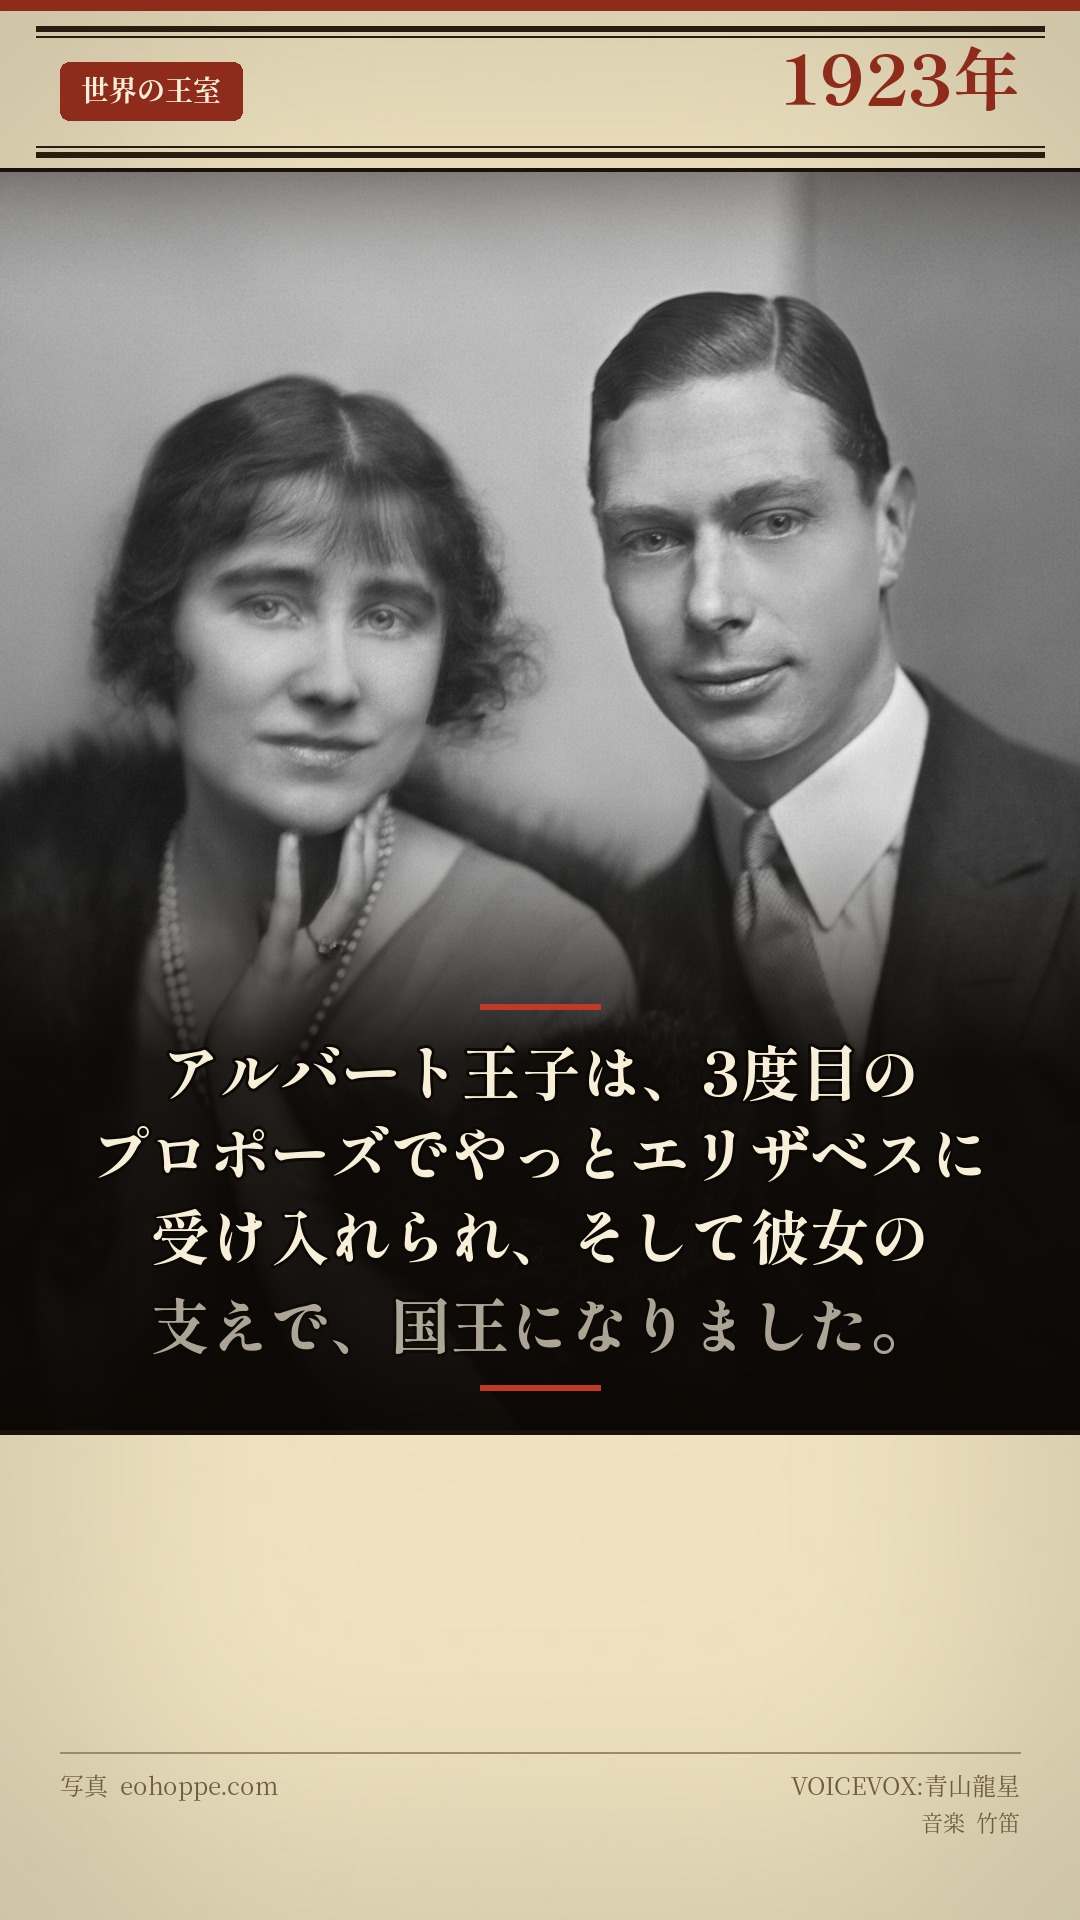 世界の王室
1923年
アルバート王子は、3度目の
プロポーズでやっとエリザベスに
受け入れられ、そして彼女の
支えで、国王になりました。
写真 eohoppe.com
VOICEVOX:青山龍星
音楽 竹笛